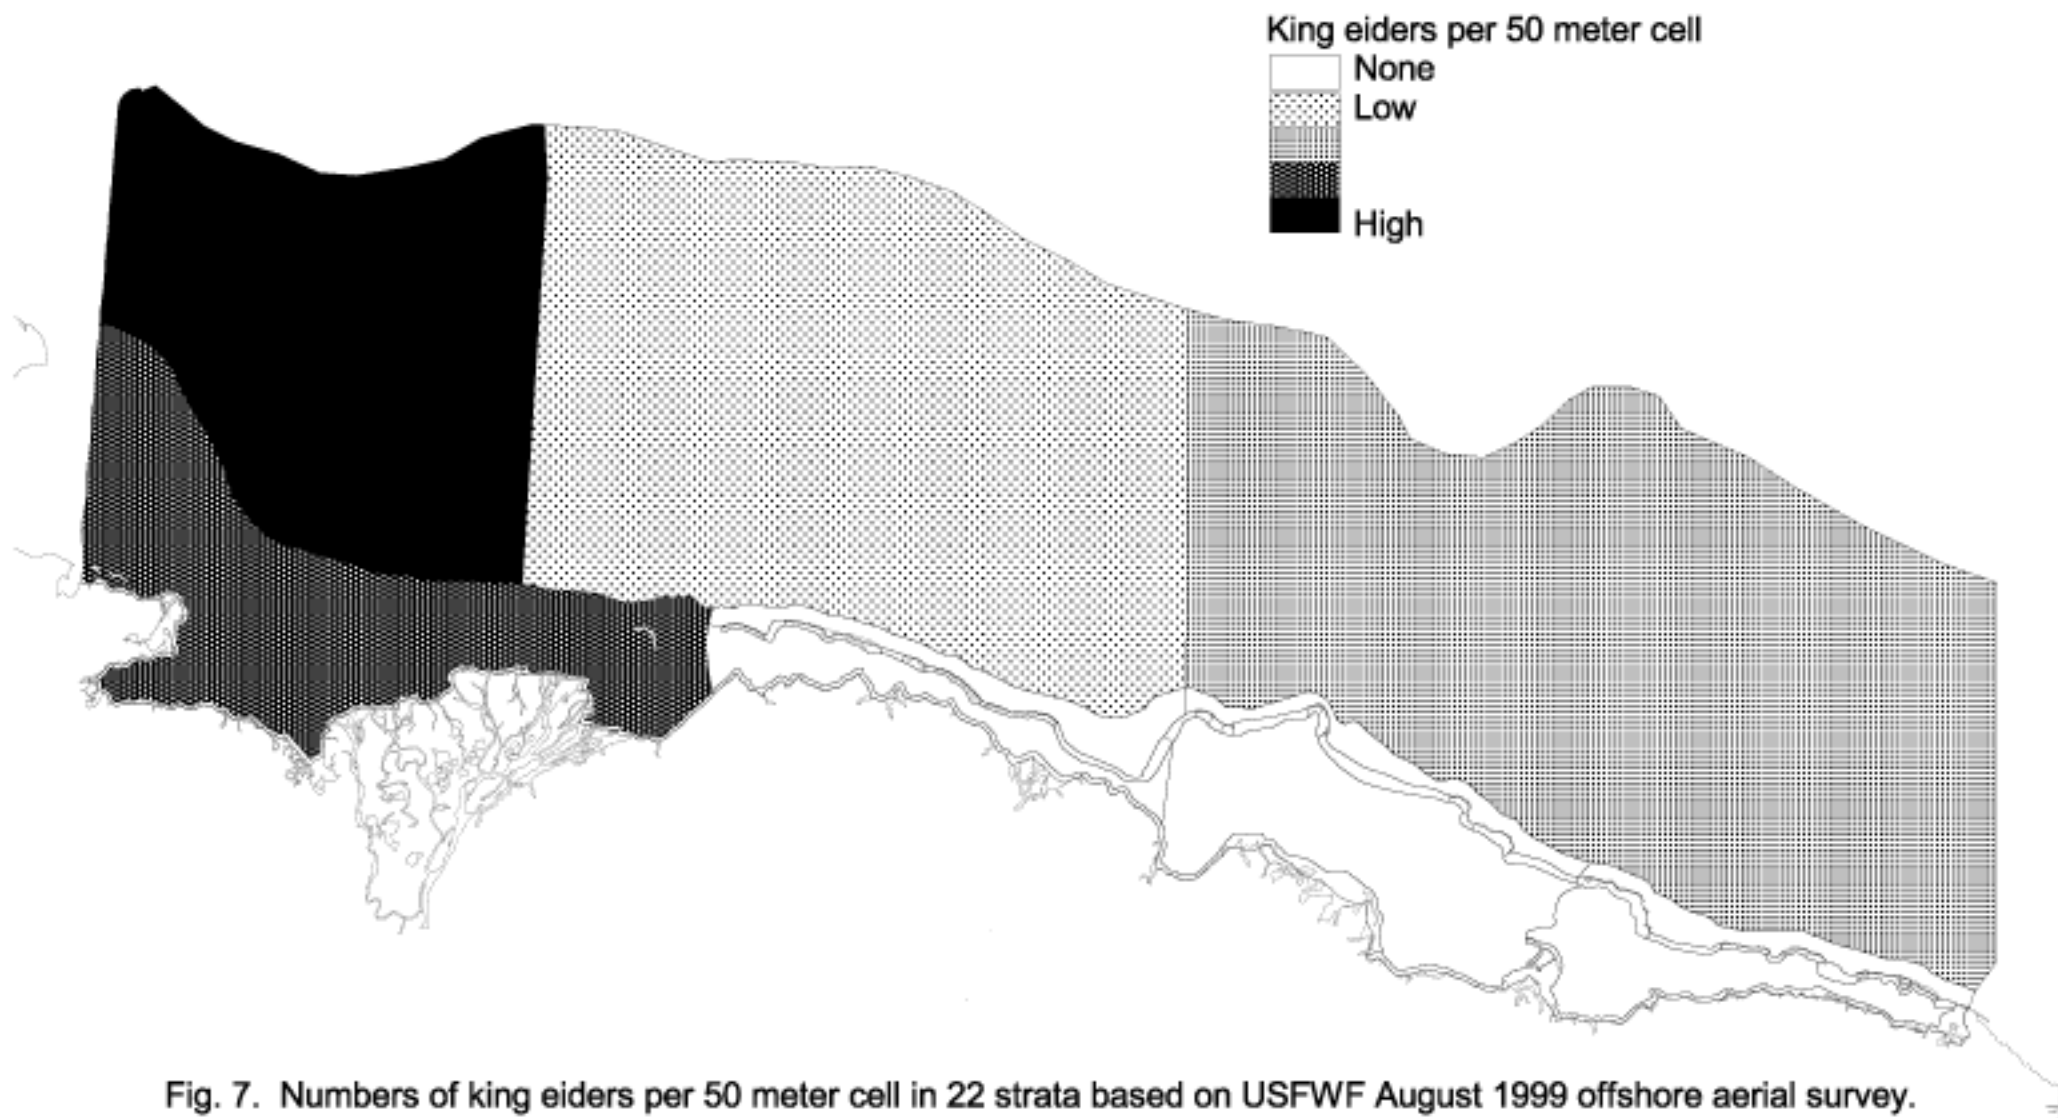 King eiders per 50 meter cell
None
Low
High
Fig. 7. Numbers of king eiders per 50 meter cell in 22 strata based on USFWF August 1999 offshore aerial survey.